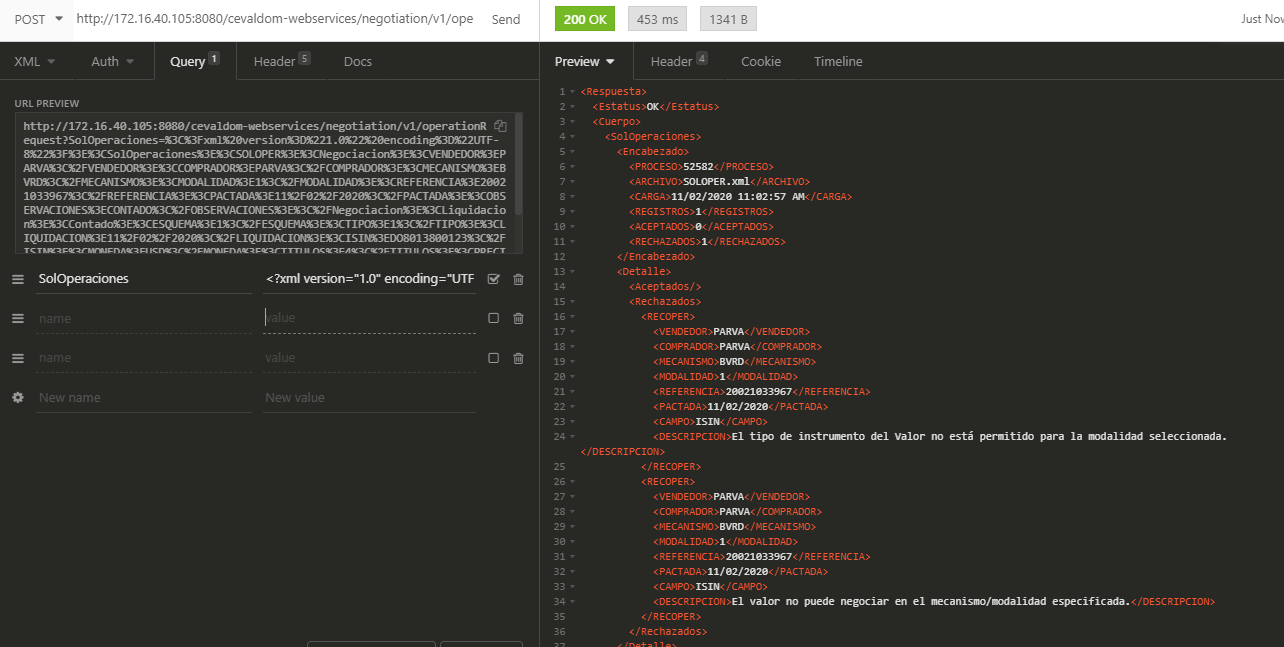 POST
http://172.16.40.105:8080/cevaldom-webservices/negotiation/v1/ope
Send
200 OK
453 ms
1341 B
Just Now
XML
Auth
Query 1
Header 5
Docs
Preview
Header 4
Cookie
Timeline
URL PREVIEW
http://172.16.40.105:8080/cevaldom-webservices/negotiation/v1/operationR
equest?SolOperaciones=%3C%3Fxml%20version%3D%221.0%22%20encoding%3D%22UTF-
8%22%3F%3E%3CSolOperaciones%3E%3CSOLOPER%3E%3CNegociacion%3E%3CVENDEDOR%3EP
ARVA%3C%2FVENDEDOR%3E%3CCOMPRADOR%3EPARVA%3C%2FCOMPRADOR%3E%3CMECANISMO%3EB
VRD%3C%2FMECANISMO%3E%3CMODALIDAD%3E1%3C%2FMODALIDAD%3E%3CREFERENCIA%3E2002
1033967%3C%2FREFERENCIA%3E%3CPACTADA%3E11%2F02%2F2020%3C%2FPACTADA%3E%3COBS
ERVACIONES%3ECONTADO%3C%2FOBSERVACIONES%3E%3C%2FNegociacion%3E%3CLiquidacio
n%3E%3CContado%3E%3CESQUEMA%3E1%3C%2FESQUEMA%3E%3CTIPO%3E1%3C%2FTIPO%3E%3CL
IQUIDACION%3E11%2F02%2F2020%3C%2FLIQUIDACION%3E%3CISIN%3EDO8013800123%3C%2F
ISIN%3E%3CMONEDA%3EUSD%3C%2FMONEDA%3E%3CTITULOS%3E4%3C%2FTITULOS%3E%3CPRECI
SolOperaciones
<?xml version="1.0" encoding="UTF
name
value
name
value
New name
New value
1 <Respuesta>
2 <Estatus>OK</Estatus>
3 <Cuerpo>
4 <SolOperaciones>
5 <Encabezado>
6 <PROCESO>52582</PROCESO>
7 <ARCHIVO>SOLOPER.xml</ARCHIVO>
8 <CARGA>11/02/2020 11:02:57 AM</CARGA>
9 <REGISTROS>1</REGISTROS>
10 <ACEPTADOS>0</ACEPTADOS>
11 <RECHAZADOS>1</RECHAZADOS>
12 </Encabezado>
13 <Detalle>
14 <Aceptados/>
15 <Rechazados>
16 <RECOPER>
17 <VENDEDOR>PARVA</VENDEDOR>
18 <COMPRADOR>PARVA</COMPRADOR>
19 <MECANISMO>BVRD</MECANISMO>
20 <MODALIDAD>1</MODALIDAD>
21 <REFERENCIA>20021033967</REFERENCIA>
22 <PACTADA>11/02/2020</PACTADA>
23 <CAMPO>ISIN</CAMPO>
24 <DESCRIPCION>El tipo de instrumento del Valor no está permitido para la modalidad seleccionada.
</DESCRIPCION>
25 </RECOPER>
26 <RECOPER>
27 <VENDEDOR>PARVA</VENDEDOR>
28 <COMPRADOR>PARVA</COMPRADOR>
29 <MECANISMO>BVRD</MECANISMO>
30 <MODALIDAD>1</MODALIDAD>
31 <REFERENCIA>20021033967</REFERENCIA>
32 <PACTADA>11/02/2020</PACTADA>
33 <CAMPO>ISIN</CAMPO>
34 <DESCRIPCION>El valor no puede negociar en el mecanismo/modalidad especificada.</DESCRIPCION>
35 </RECOPER>
36 </Rechazados>
37 </Detalle>